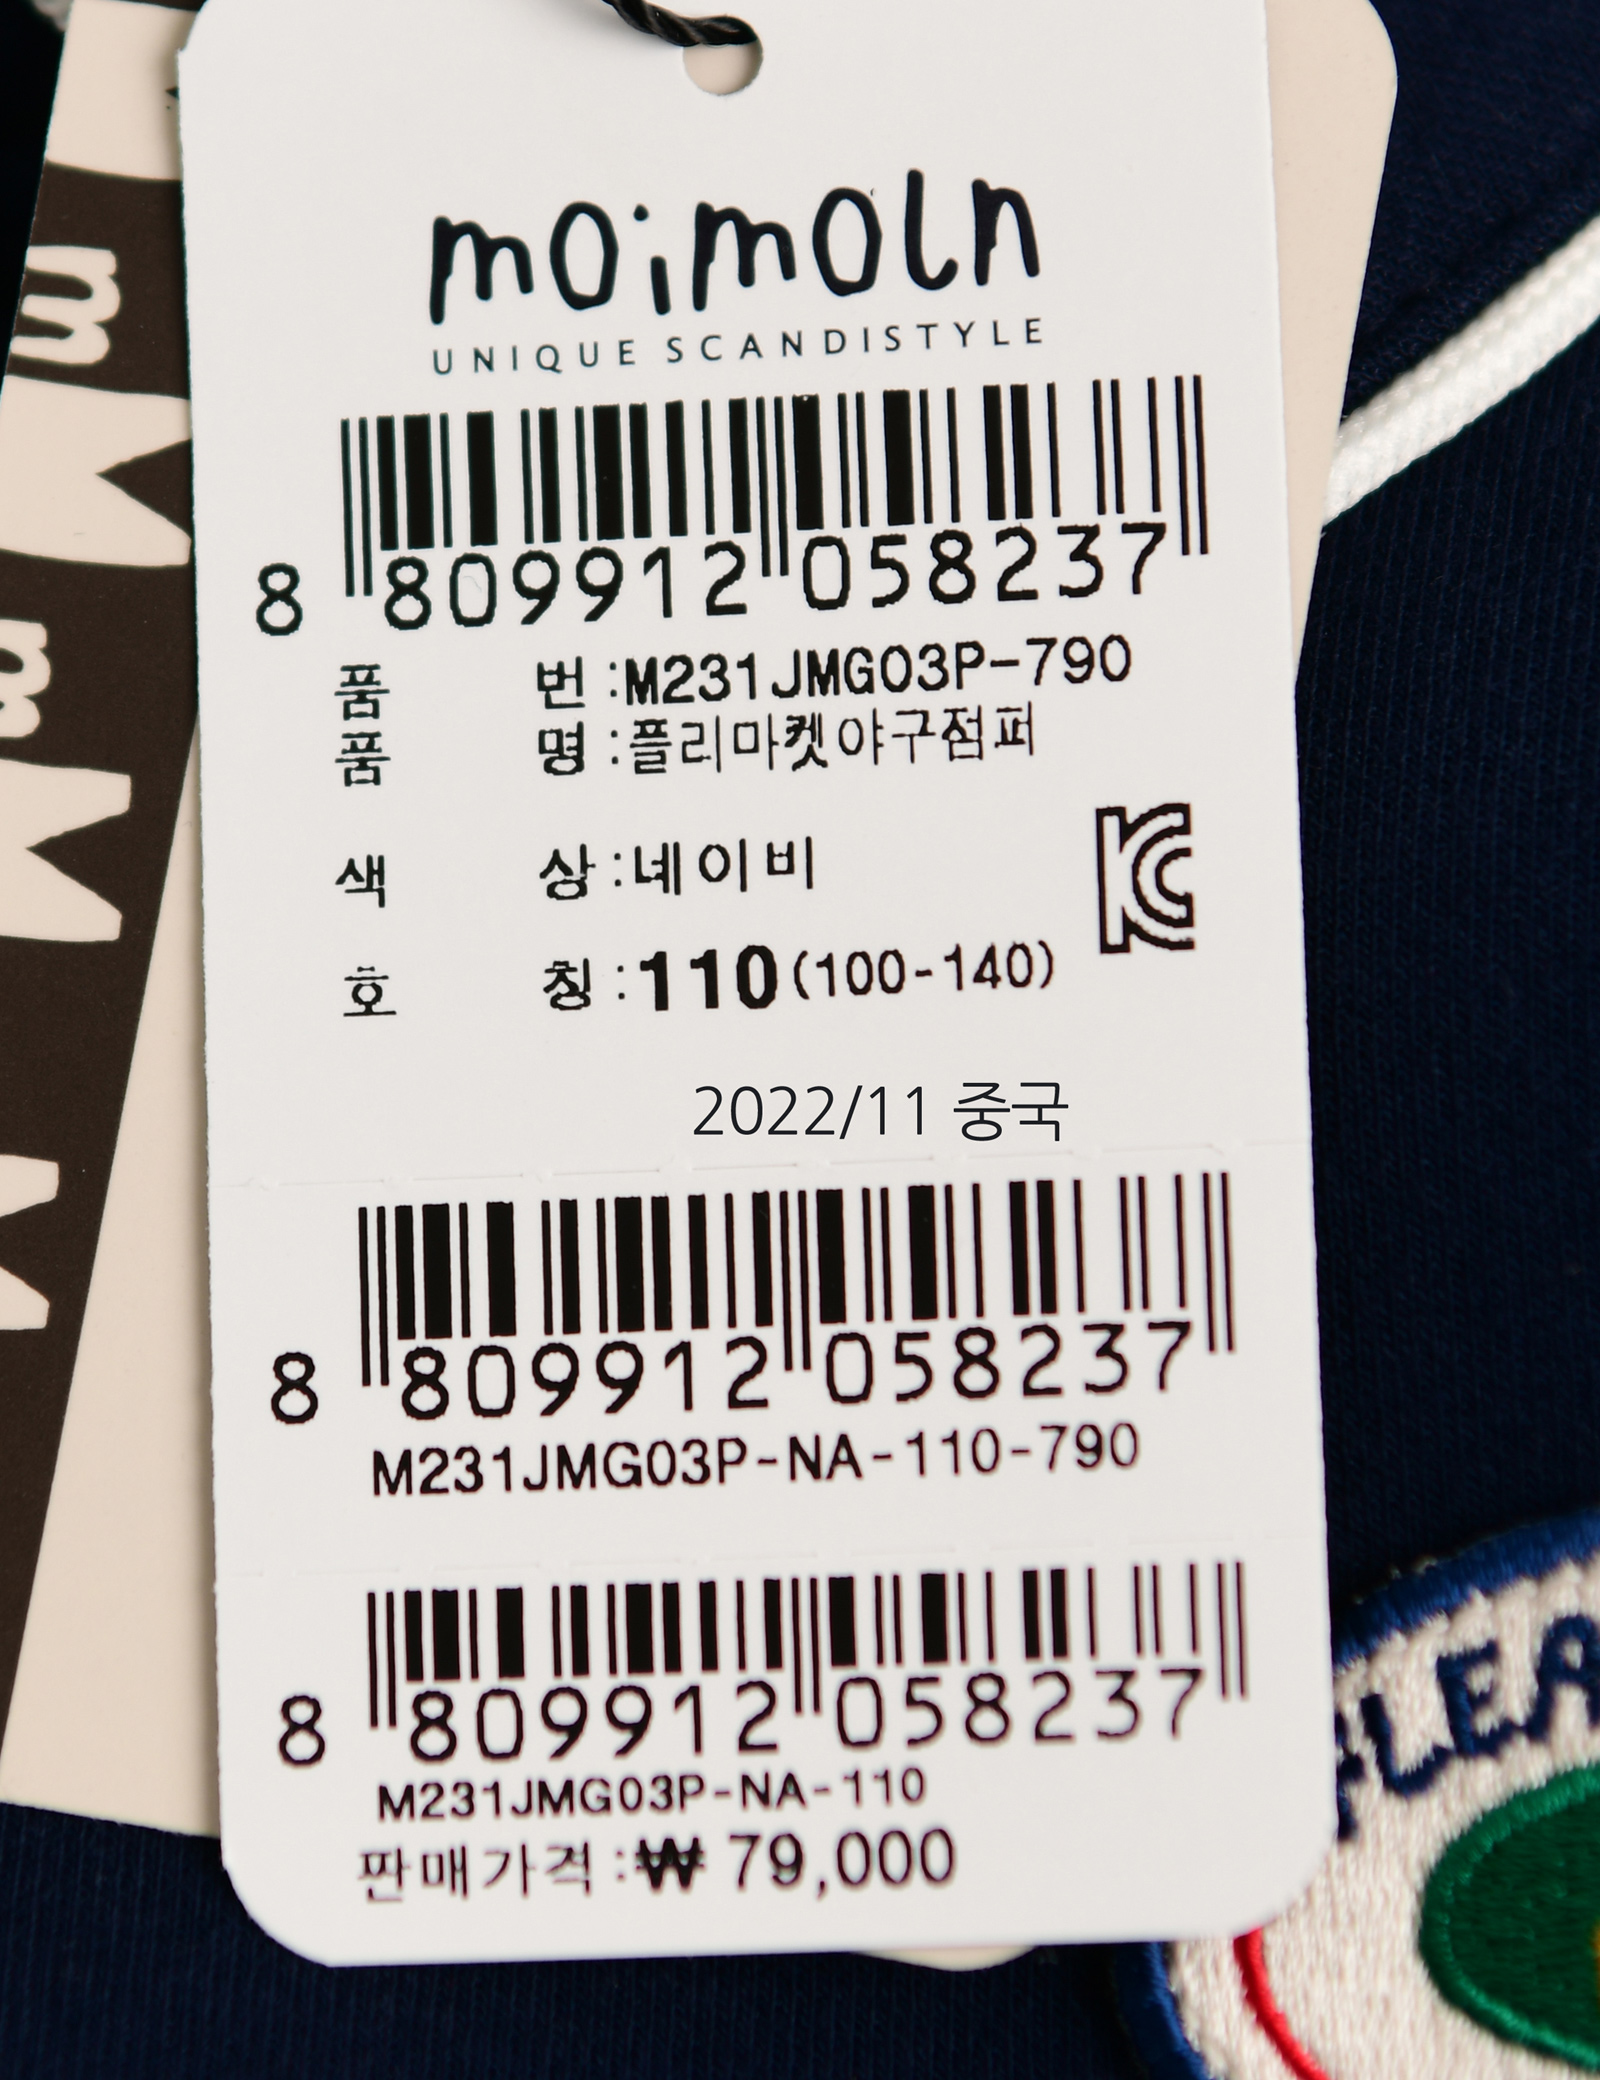 moimoln
UNIQUE SCANDISTYLE
8 809912 058237
품 번 :M231JMG03P-790
품 명 :플리마켓야구점퍼
색 상 :네이비
KC
호 칭 :110(100-140)
2022/11 중국
8 809912 058237
M231JMG03P-NA-110-790
8 809912 058237
M231JMG03P-NA-110
판매가격 :₩ 79,000